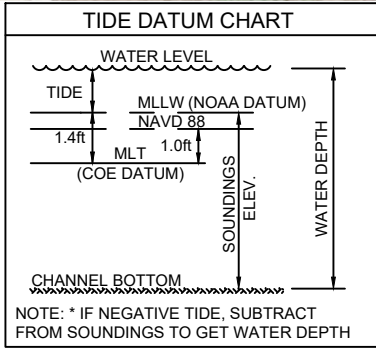 TIDE DATUM CHART
WATER LEVEL
TIDE
MLLW (NOAA DATUM)
NAVD 88
1.4ft
1.0ft
MLT
(COE DATUM)
SOUNDINGS
ELEV.
WATER DEPTH
CHANNEL BOTTOM
NOTE: * IF NEGATIVE TIDE, SUBTRACT
FROM SOUNDINGS TO GET WATER DEPTH